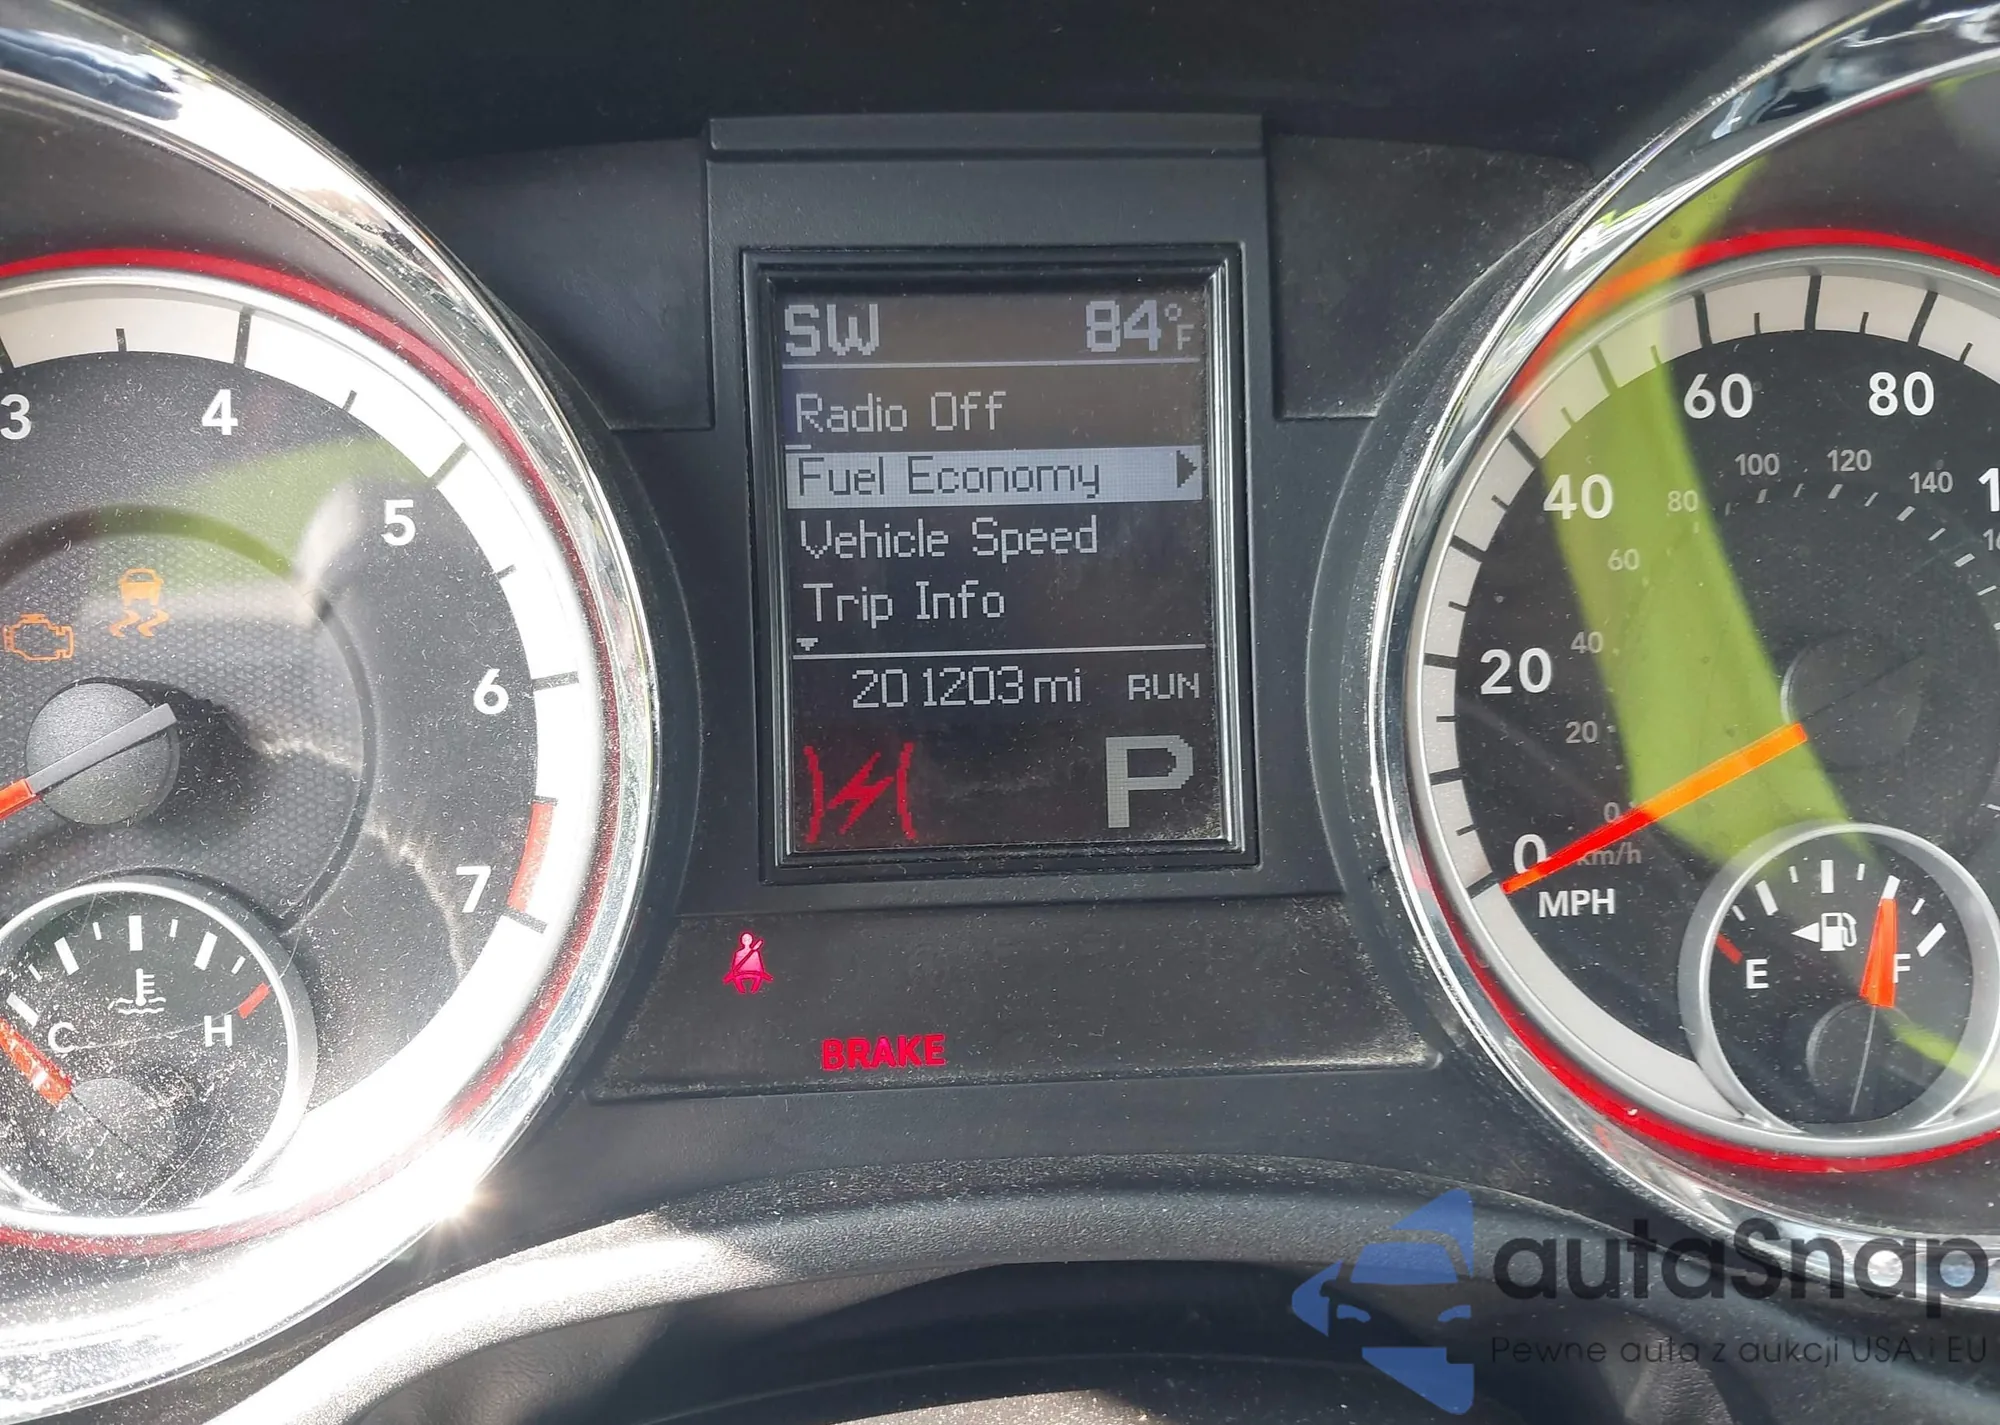 SW 84°F
Radio Off
Fuel Economy
Vehicle Speed
Trip Info
201203 mi RUN
P
3 4 5 6 7
C H
BRAKE
0 20 40 60 80
0 20 40 60 80 100 120 140
km/h
MPH
E F
autaSnap
Pewne auta z aukcji USA i EU